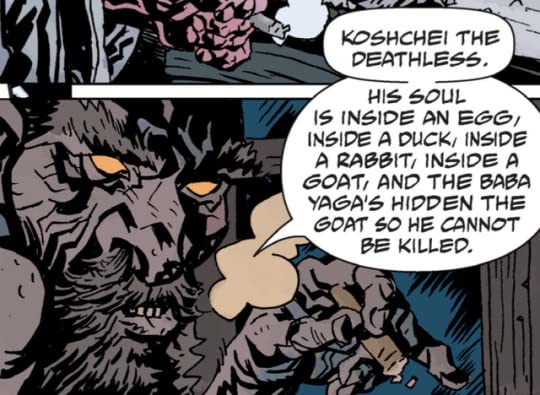 KOSHCHEI THE
DEATHLESS.
HIS SOUL
IS INSIDE AN EGG,
INSIDE A DUCK, INSIDE
A RABBIT, INSIDE A
GOAT, AND THE BABA
YAGA'S HIDDEN THE
GOAT SO HE CANNOT
BE KILLED.